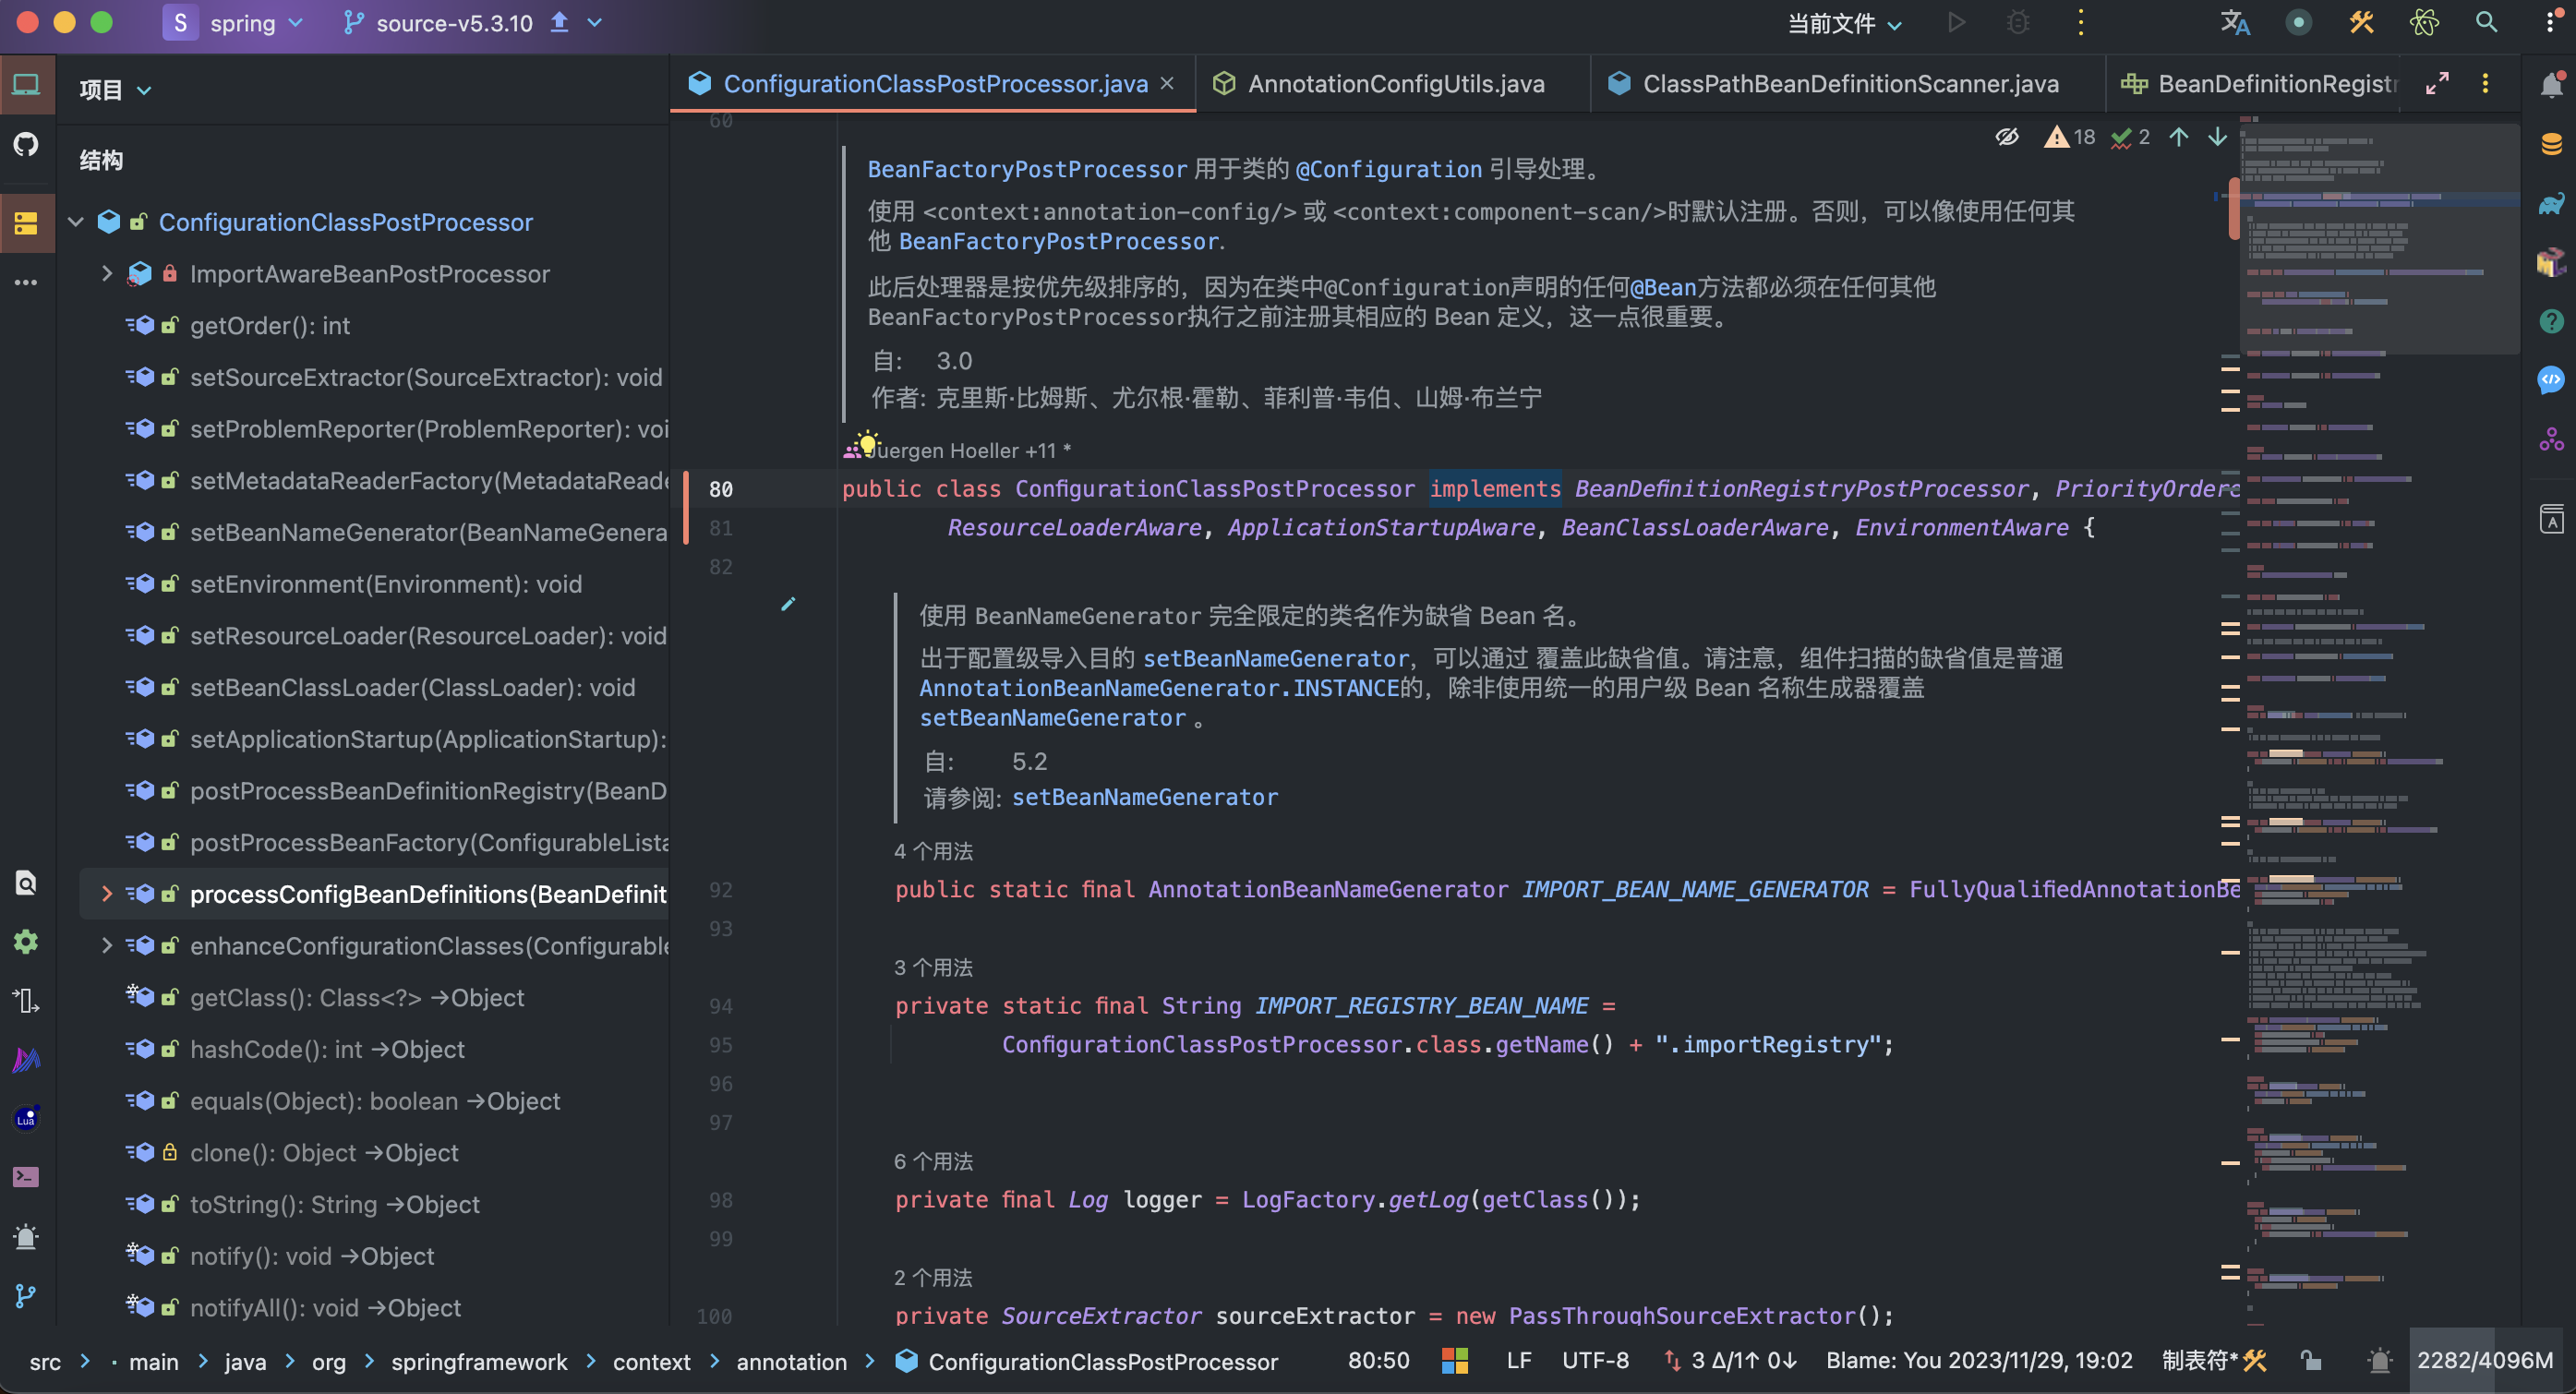 S spring source-v5.3.10 当前文件
项目
ConfigurationClassPostProcessor.java AnnotationConfigUtils.java ClassPathBeanDefinitionScanner.java BeanDefinitionRegistr
结构
ConfigurationClassPostProcessor
ImportAwareBeanPostProcessor
getOrder(): int
setSourceExtractor(SourceExtractor): void
setProblemReporter(ProblemReporter): voi
setMetadataReaderFactory(MetadataReade
setBeanNameGenerator(BeanNameGenera
setEnvironment(Environment): void
setResourceLoader(ResourceLoader): void
setBeanClassLoader(ClassLoader): void
setApplicationStartup(ApplicationStartup):
postProcessBeanDefinitionRegistry(BeanD
postProcessBeanFactory(ConfigurableLista
processConfigBeanDefinitions(BeanDefinit
enhanceConfigurationClasses(Configurable
getClass(): Class<?> →Object
hashCode(): int →Object
equals(Object): boolean →Object
clone(): Object →Object
toString(): String →Object
notify(): void →Object
notifyAll(): void →Object
Lua
60
18 2
BeanFactoryPostProcessor 用于类的 @Configuration 引导处理。
使用 <context:annotation-config/> 或 <context:component-scan/>时默认注册。否则，可以像使用任何其
他 BeanFactoryPostProcessor.
此后处理器是按优先级排序的，因为在类中@Configuration声明的任何@Bean方法都必须在任何其他
BeanFactoryPostProcessor执行之前注册其相应的 Bean 定义，这一点很重要。
自: 3.0
作者: 克里斯·比姆斯、尤尔根·霍勒、菲利普·韦伯、山姆·布兰宁
Juergen Hoeller +11 *
80 public class ConfigurationClassPostProcessor implements BeanDefinitionRegistryPostProcessor, PriorityOrdere
81 ResourceLoaderAware, ApplicationStartupAware, BeanClassLoaderAware, EnvironmentAware {
82
使用 BeanNameGenerator 完全限定的类名作为缺省 Bean 名。
出于配置级导入目的 setBeanNameGenerator，可以通过 覆盖此缺省值。请注意，组件扫描的缺省值是普通
AnnotationBeanNameGenerator.INSTANCE的，除非使用统一的用户级 Bean 名称生成器覆盖
setBeanNameGenerator 。
自: 5.2
请参阅: setBeanNameGenerator
4 个用法
92 public static final AnnotationBeanNameGenerator IMPORT_BEAN_NAME_GENERATOR = FullyQualifiedAnnotationBe
93
3 个用法
94 private static final String IMPORT_REGISTRY_BEAN_NAME =
95 ConfigurationClassPostProcessor.class.getName() + ".importRegistry";
96
97
6 个用法
98 private final Log logger = LogFactory.getLog(getClass());
99
2 个用法
100 private SourceExtractor sourceExtractor = new PassThroughSourceExtractor();
src > main > java > org > springframework > context > annotation > ConfigurationClassPostProcessor 80:50 LF UTF-8 3 Δ/1↑ 0↓ Blame: You 2023/11/29, 19:02 制表符* 2282/4096M